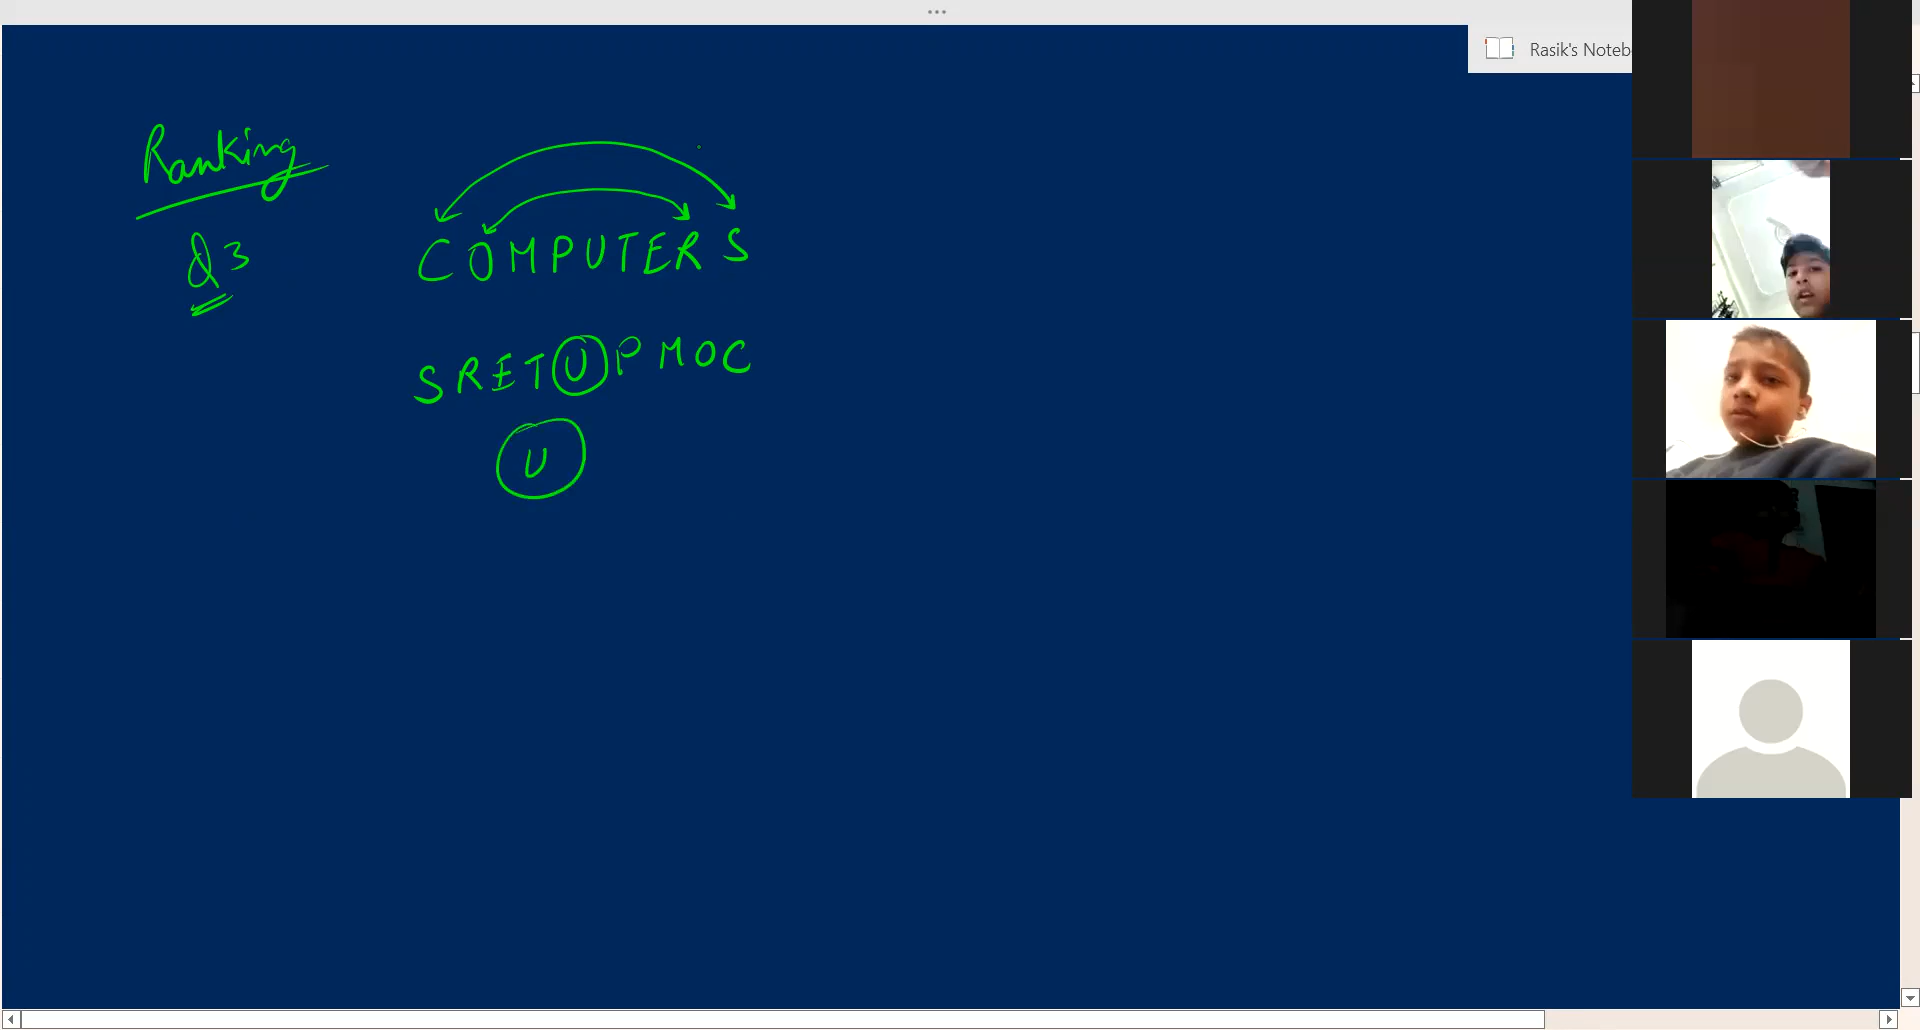 Rasik's Noteb
Ranking
Q3
COMPUTERS
SRETUPMOC
U